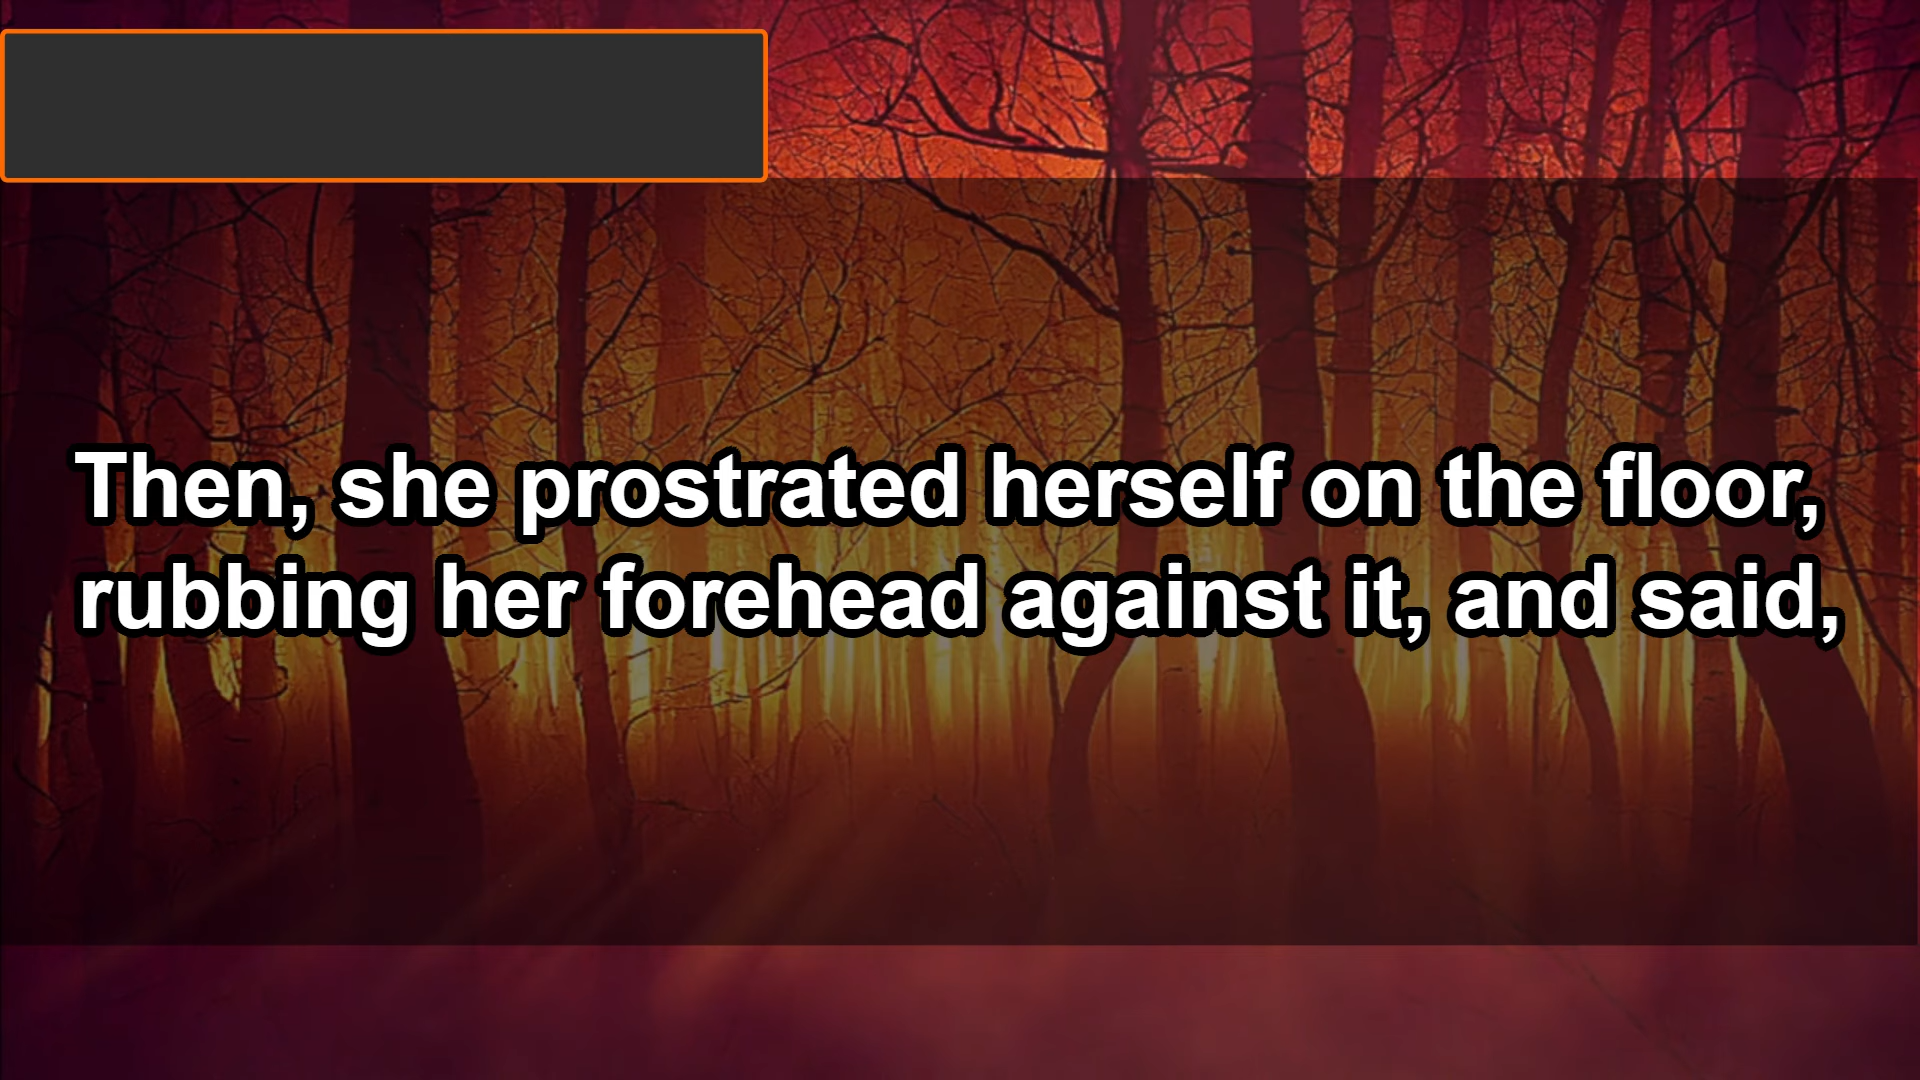 Then, she prostrated herself on the floor,
rubbing her forehead against it, and said,